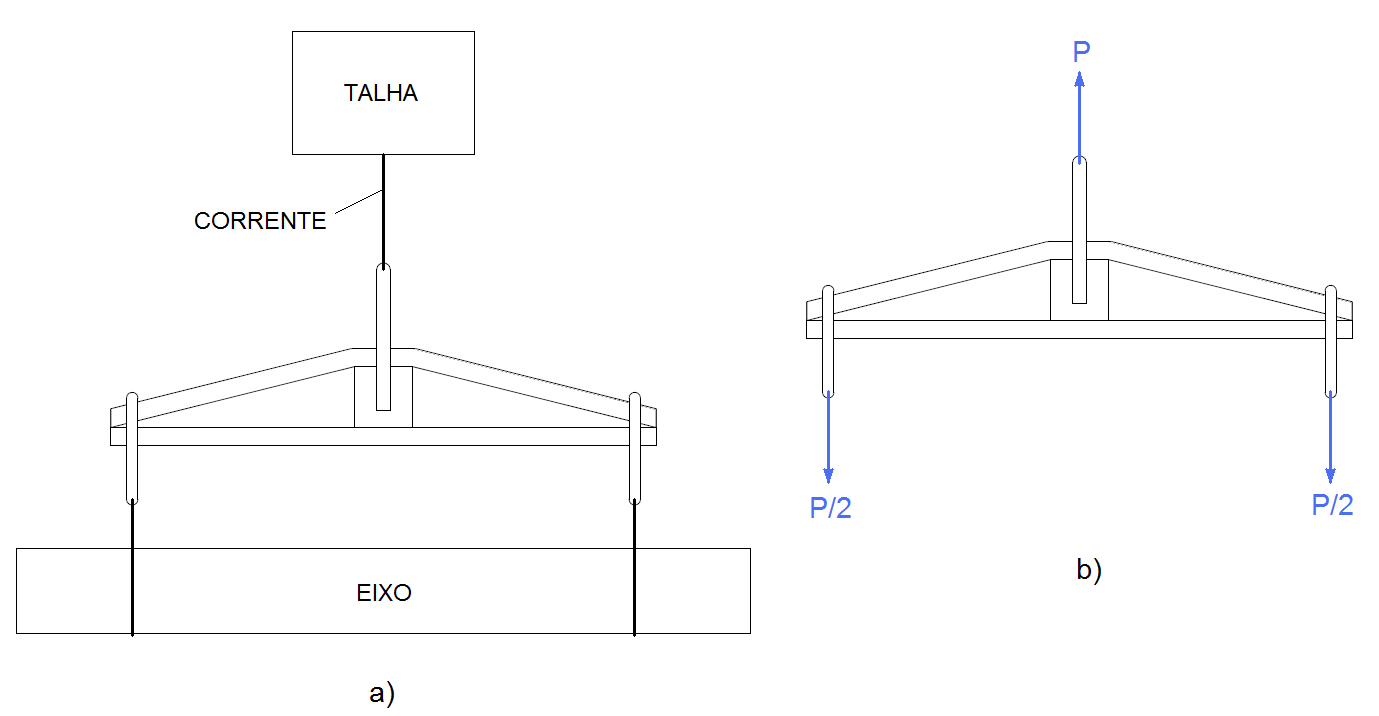 TALHA
CORRENTE
EIXO
a)
P
P/2
P/2
b)